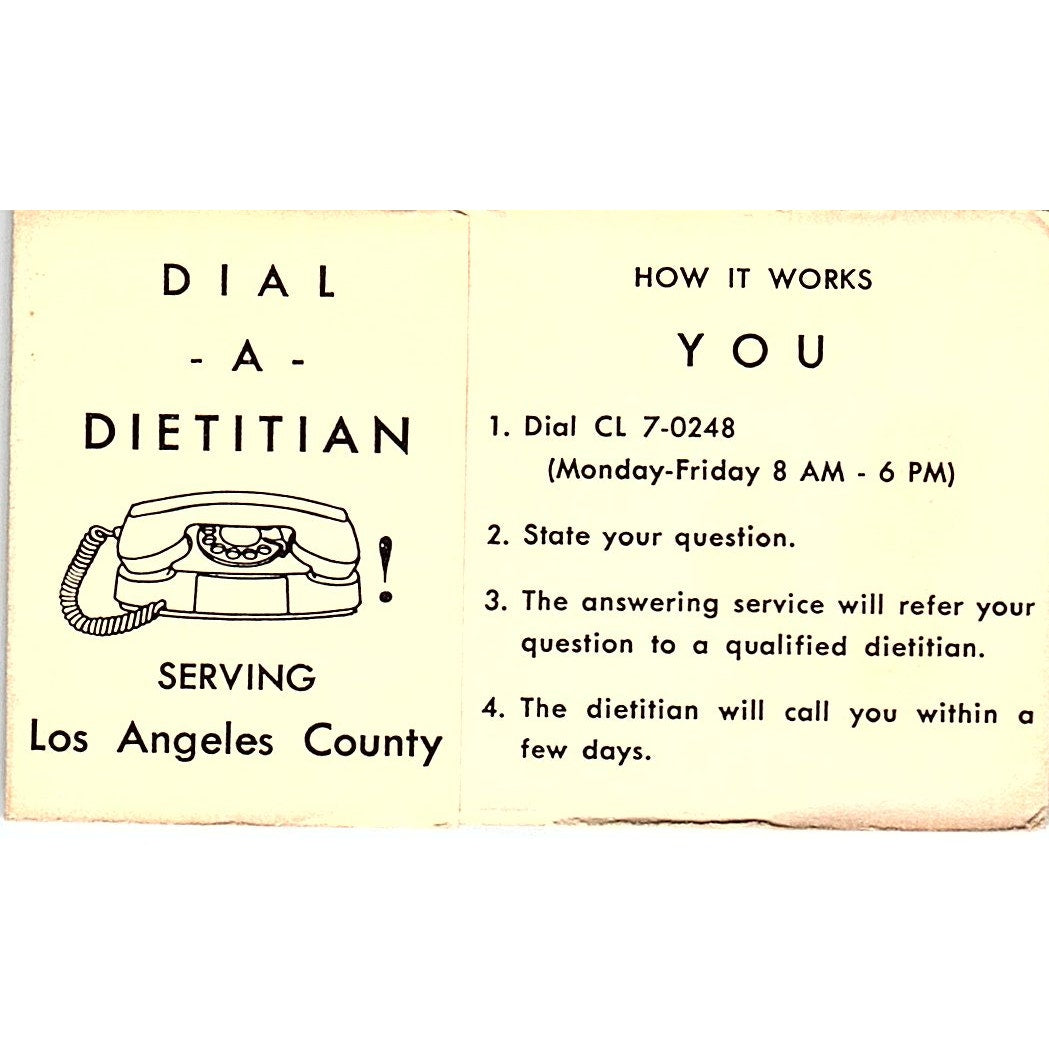 DIAL
-A-
DIETITIAN
!
SERVING
Los Angeles County
HOW IT WORKS
YOU
1. Dial CL 7-0248
(Monday-Friday 8 AM - 6 PM)
2. State your question.
3. The answering service will refer your
question to a qualified dietitian.
4. The dietitian will call you within a
few days.